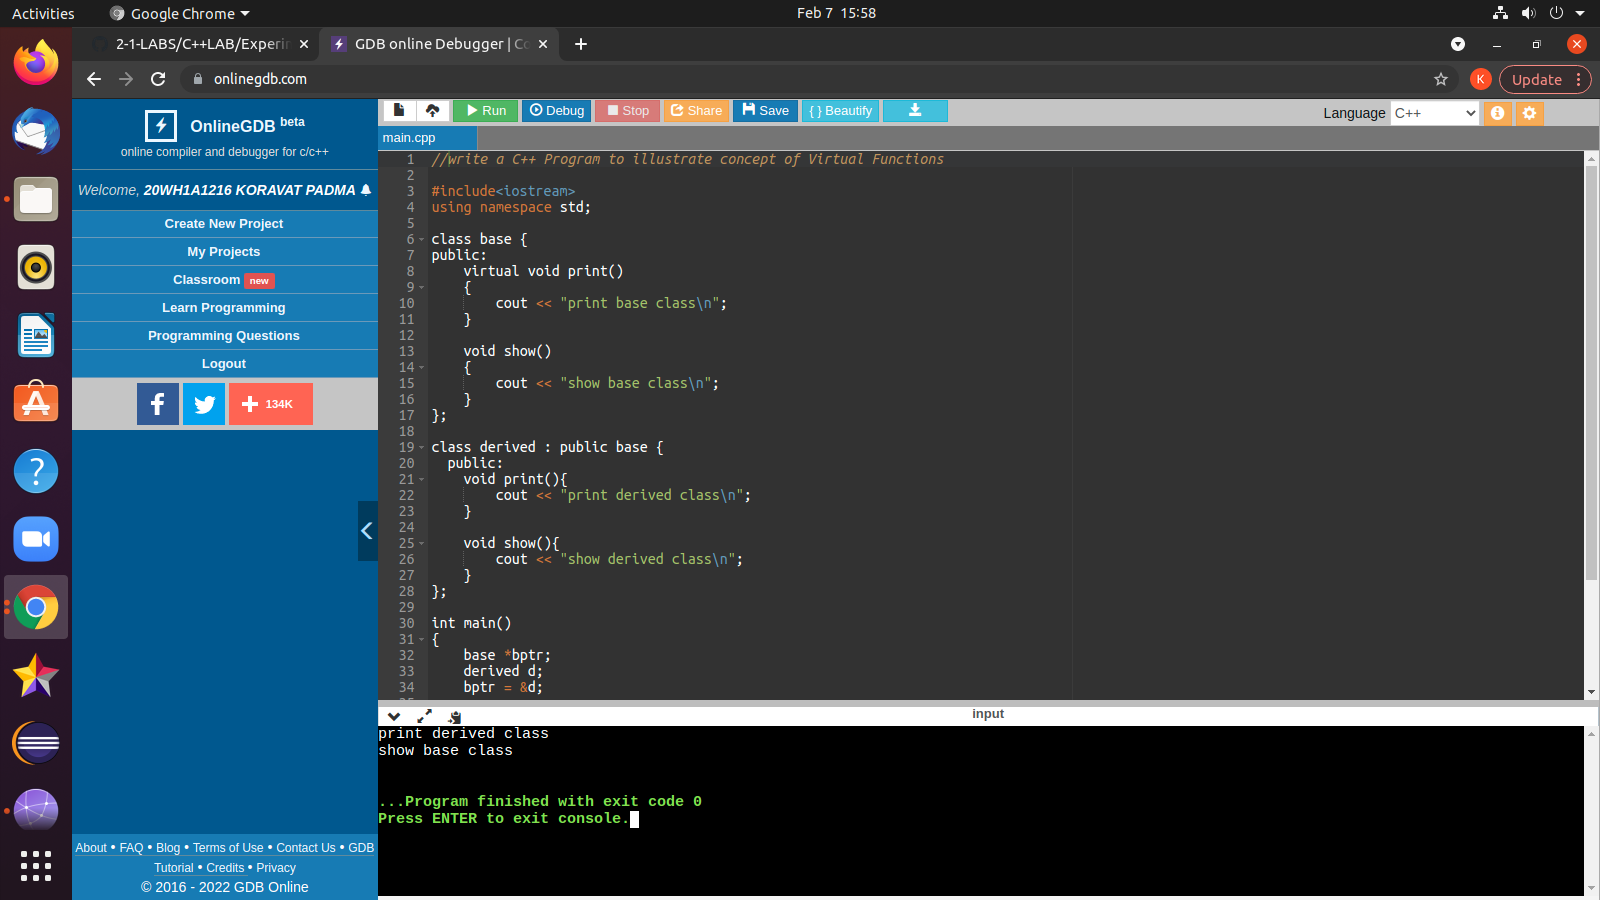 Activities
Google Chrome
Feb 7 15:58
2-1-LABS/C++LAB/Experim
GDB online Debugger | Co
onlinegdb.com
K
Update
OnlineGDB beta
online compiler and debugger for c/c++
Welcome, 20WH1A1216 KORAVAT PADMA
Create New Project
My Projects
Classroom new
Learn Programming
Programming Questions
Logout
134K
About • FAQ • Blog • Terms of Use • Contact Us • GDB
Tutorial • Credits • Privacy
© 2016 - 2022 GDB Online
Run
Debug
Stop
Share
Save
{ } Beautify
Language C++
main.cpp
1 //write a C++ Program to illustrate concept of Virtual Functions
2
3 #include<iostream>
4 using namespace std;
5
6 class base {
7 public:
8     virtual void print()
9     {
10         cout << "print base class\n";
11     }
12
13     void show()
14     {
15         cout << "show base class\n";
16     }
17 };
18
19 class derived : public base {
20   public:
21     void print(){
22         cout << "print derived class\n";
23     }
24
25     void show(){
26         cout << "show derived class\n";
27     }
28 };
29
30 int main()
31 {
32     base *bptr;
33     derived d;
34     bptr = &d;
input
print derived class
show base class
...Program finished with exit code 0
Press ENTER to exit console.